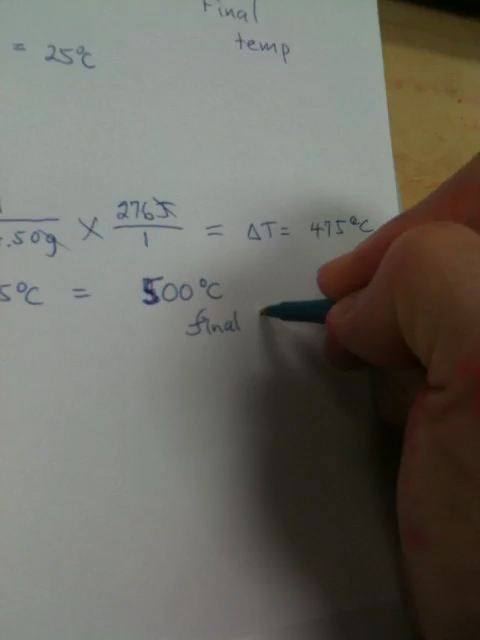 Final
temp
= 25°C
.50g × 276J / 1 = ΔT = 475°C
5°C = 500°C
final